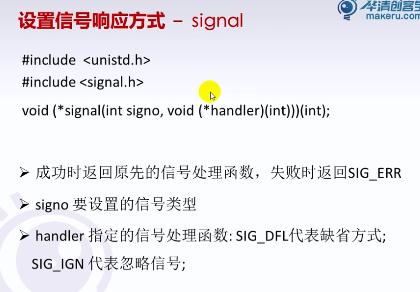 设置信号响应方式 – signal
华清创客学
makeru.com
#include <unistd.h>
#include <signal.h>
void (*signal(int signo, void (*handler)(int)))(int);
➢ 成功时返回原先的信号处理函数，失败时返回SIG_ERR
➢ signo 要设置的信号类型
➢ handler 指定的信号处理函数: SIG_DFL代表缺省方式;
SIG_IGN 代表忽略信号;